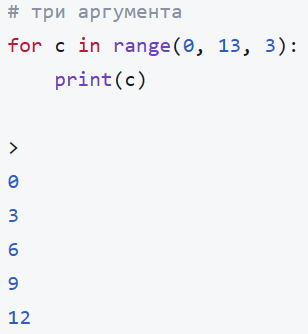 # три аргумента
for c in range(0, 13, 3):
    print(c)

>
0
3
6
9
12